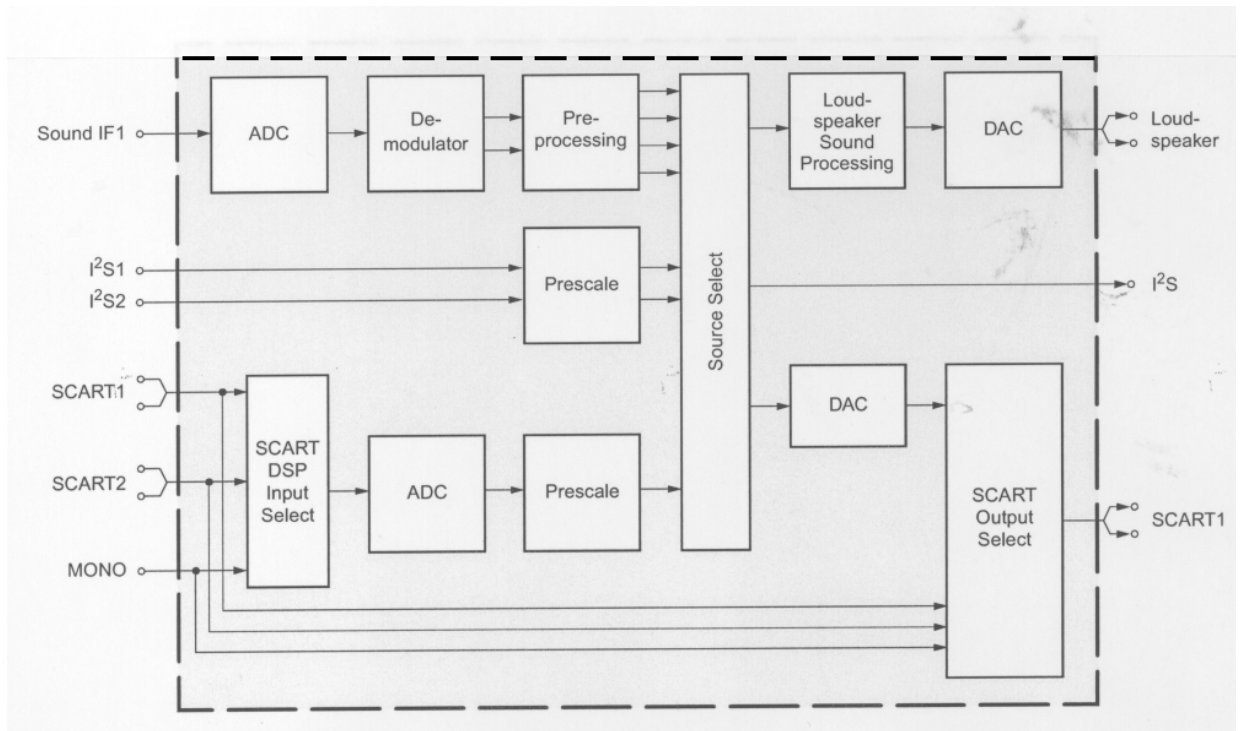 Sound IF1
ADC
De-
modulator
Pre-
processing
Loud-
speaker
Sound
Processing
DAC
Loud-
speaker
I²S1
I²S2
Prescale
Source Select
I²S
SCART1
SCART2
MONO
SCART
DSP
Input
Select
ADC
Prescale
DAC
SCART
Output
Select
SCART1